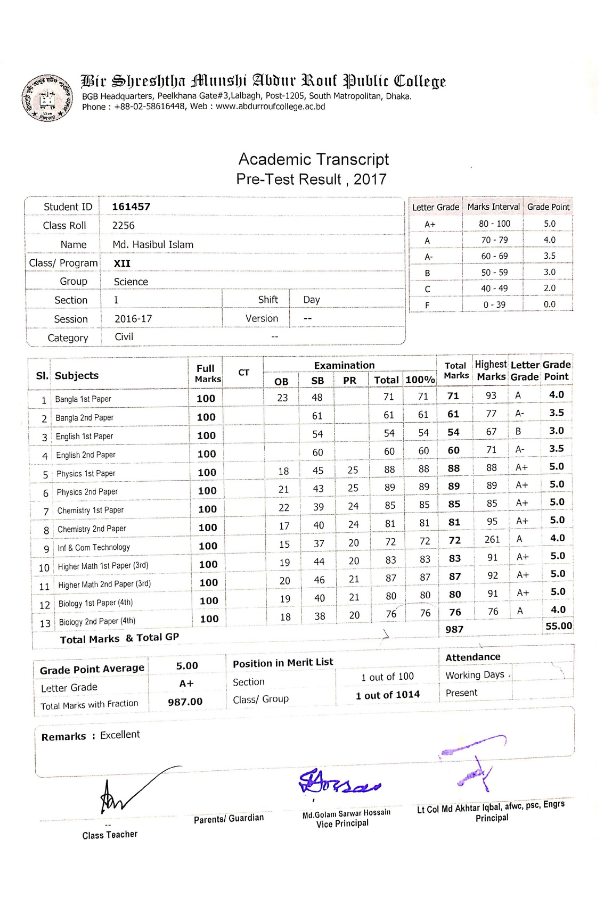 Bir Shreshtha Munshi Abdur Rouf Public College
BGB Headquarters, Peelkhana Gate#3,Lalbagh, Post-1205, South Matropolitan, Dhaka.
Phone : +88-02-58616448, Web : www.abdurroufcollege.ac.bd
Academic Transcript
Pre-Test Result , 2017
Student ID 161457
Class Roll 2256
Name Md. Hasibul Islam
Class/ Program XII
Group Science
Section I Shift Day
Session 2016-17 Version --
Category Civil --
Letter Grade Marks Interval Grade Point
A+ 80 - 100 5.0
A 70 - 79 4.0
A- 60 - 69 3.5
B 50 - 59 3.0
C 40 - 49 2.0
F 0 - 39 0.0
Sl. Subjects Full Marks CT Examination Total Marks Highest Marks Letter Grade Grade Point
OB SB PR Total 100%
1 Bangla 1st Paper 100 23 48 71 71 71 93 A 4.0
2 Bangla 2nd Paper 100 61 61 61 61 77 A- 3.5
3 English 1st Paper 100 54 54 54 54 67 B 3.0
4 English 2nd Paper 100 60 60 60 60 71 A- 3.5
5 Physics 1st Paper 100 18 45 25 88 88 88 88 A+ 5.0
6 Physics 2nd Paper 100 21 43 25 89 89 89 89 A+ 5.0
7 Chemistry 1st Paper 100 22 39 24 85 85 85 85 A+ 5.0
8 Chemistry 2nd Paper 100 17 40 24 81 81 81 95 A+ 5.0
9 Inf & Com Technology 100 15 37 20 72 72 72 261 A 4.0
10 Higher Math 1st Paper (3rd) 100 19 44 20 83 83 83 91 A+ 5.0
11 Higher Math 2nd Paper (3rd) 100 20 46 21 87 87 87 92 A+ 5.0
12 Biology 1st Paper (4th) 100 19 40 21 80 80 80 91 A+ 5.0
13 Biology 2nd Paper (4th) 100 18 38 20 76 76 76 76 A 4.0
Total Marks & Total GP 987 55.00
Grade Point Average 5.00
Letter Grade A+
Total Marks with Fraction 987.00
Position in Merit List
Section 1 out of 100
Class/ Group 1 out of 1014
Attendance
Working Days .
Present
Remarks : Excellent
--
Class Teacher
Parents/ Guardian
Md.Golam Sarwar Hossain
Vice Principal
Lt Col Md Akhtar Iqbal, afwc, psc, Engrs
Principal